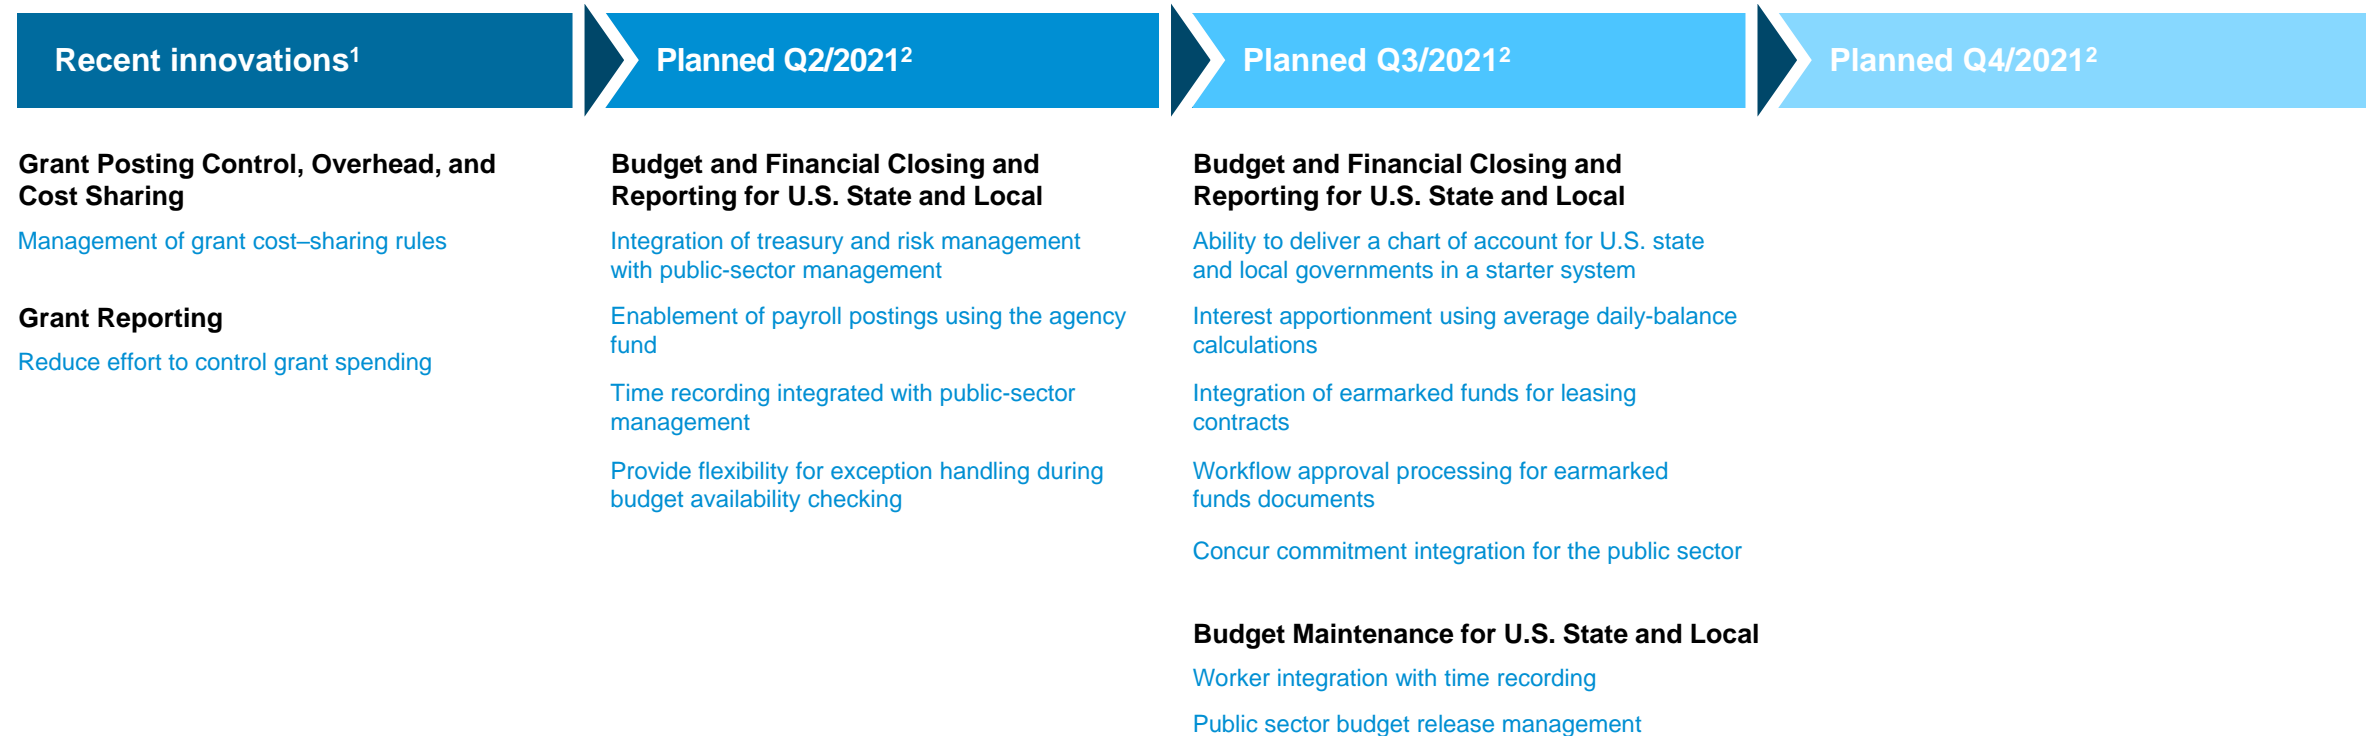 Recent innovations1
Planned Q2/20212
Planned Q3/20212
Planned Q4/20212
Grant Posting Control, Overhead, and
Cost Sharing
Management of grant cost–sharing rules
Grant Reporting
Reduce effort to control grant spending
Budget and Financial Closing and
Reporting for U.S. State and Local
Integration of treasury and risk management
with public-sector management
Enablement of payroll postings using the agency
fund
Time recording integrated with public-sector
management
Provide flexibility for exception handling during
budget availability checking
Budget and Financial Closing and
Reporting for U.S. State and Local
Ability to deliver a chart of account for U.S. state
and local governments in a starter system
Interest apportionment using average daily-balance
calculations
Integration of earmarked funds for leasing
contracts
Workflow approval processing for earmarked
funds documents
Concur commitment integration for the public sector
Budget Maintenance for U.S. State and Local
Worker integration with time recording
Public sector budget release management